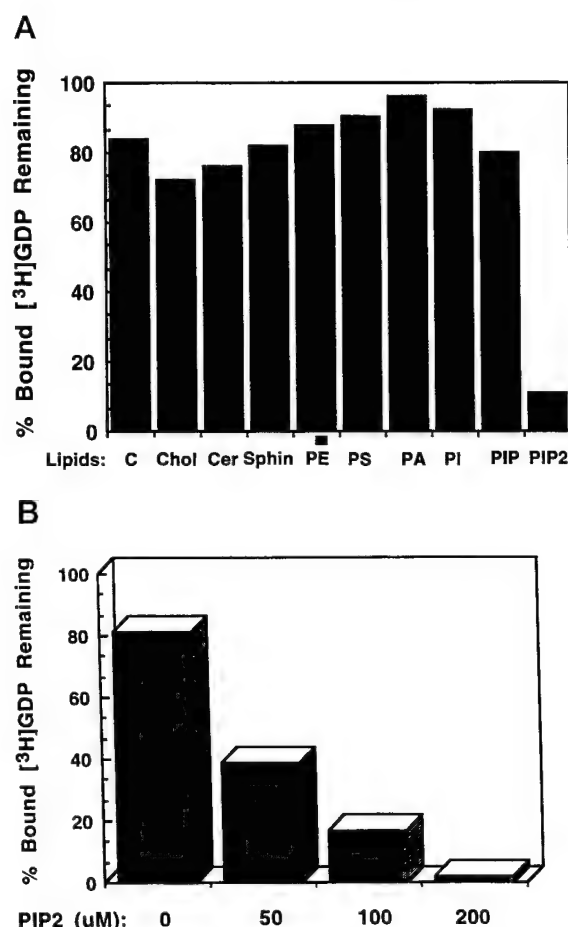 A
% Bound [³H]GDP Remaining
100
80
60
40
20
0
Lipids: C Chol Cer Sphin PE PS PA PI PIP PIP2
B
% Bound [³H]GDP Remaining
100
80
60
40
20
0
PIP2 (uM): 0 50 100 200